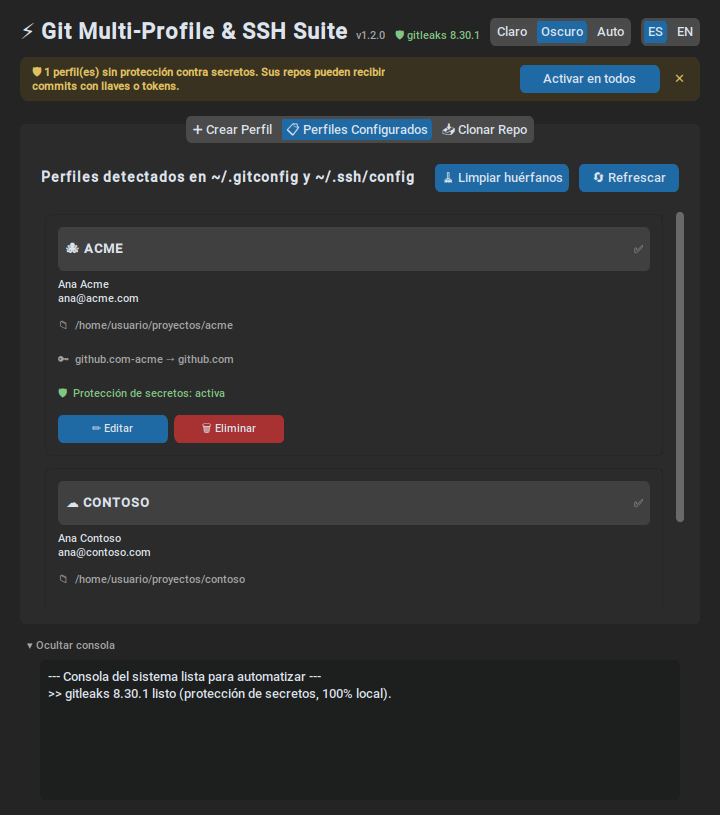 ⚡ Git Multi-Profile & SSH Suite v1.2.0 🛡 gitleaks 8.30.1 Claro Oscuro Auto ES EN
🛡 1 perfil(es) sin protección contra secretos. Sus repos pueden recibir
commits con llaves o tokens.
Activar en todos ✕
➕ Crear Perfil 📋 Perfiles Configurados 📥 Clonar Repo
Perfiles detectados en ~/.gitconfig y ~/.ssh/config 🧹 Limpiar huérfanos 🔄 Refrescar
🐙 ACME ✅
Ana Acme
ana@acme.com
📁 /home/usuario/proyectos/acme
🔑 github.com-acme → github.com
🛡 Protección de secretos: activa
✏ Editar 🗑 Eliminar
☁ CONTOSO ✅
Ana Contoso
ana@contoso.com
📁 /home/usuario/proyectos/contoso
▾ Ocultar consola
--- Consola del sistema lista para automatizar ---
>> gitleaks 8.30.1 listo (protección de secretos, 100% local).